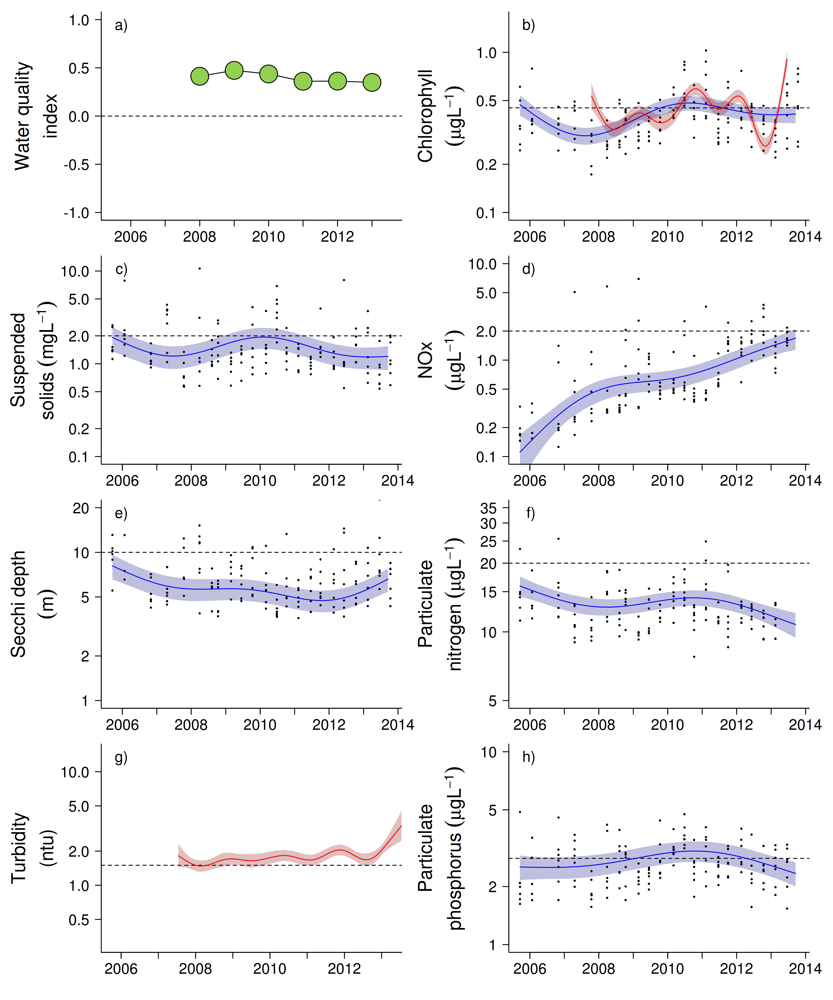 a)
Water quality
index
1.0
0.5
0.0
-0.5
-1.0
2006 2008 2010 2012
b)
Chlorophyll
(μgL⁻¹)
1.0
0.5
0.2
0.1
2006 2008 2010 2012 2014
c)
Suspended
solids (mgL⁻¹)
10.0
5.0
2.0
1.0
0.5
0.2
0.1
2006 2008 2010 2012 2014
d)
NOx
(μgL⁻¹)
10.0
5.0
2.0
1.0
0.5
0.2
0.1
2006 2008 2010 2012 2014
e)
Secchi depth
(m)
20
10
5
2
1
2006 2008 2010 2012 2014
f)
Particulate
nitrogen (μgL⁻¹)
35
30
25
20
15
10
5
2006 2008 2010 2012 2014
g)
Turbidity
(ntu)
10.0
5.0
2.0
1.0
0.5
2006 2008 2010 2012
h)
Particulate
phosphorus (μgL⁻¹)
10
5
2
1
2006 2008 2010 2012 2014